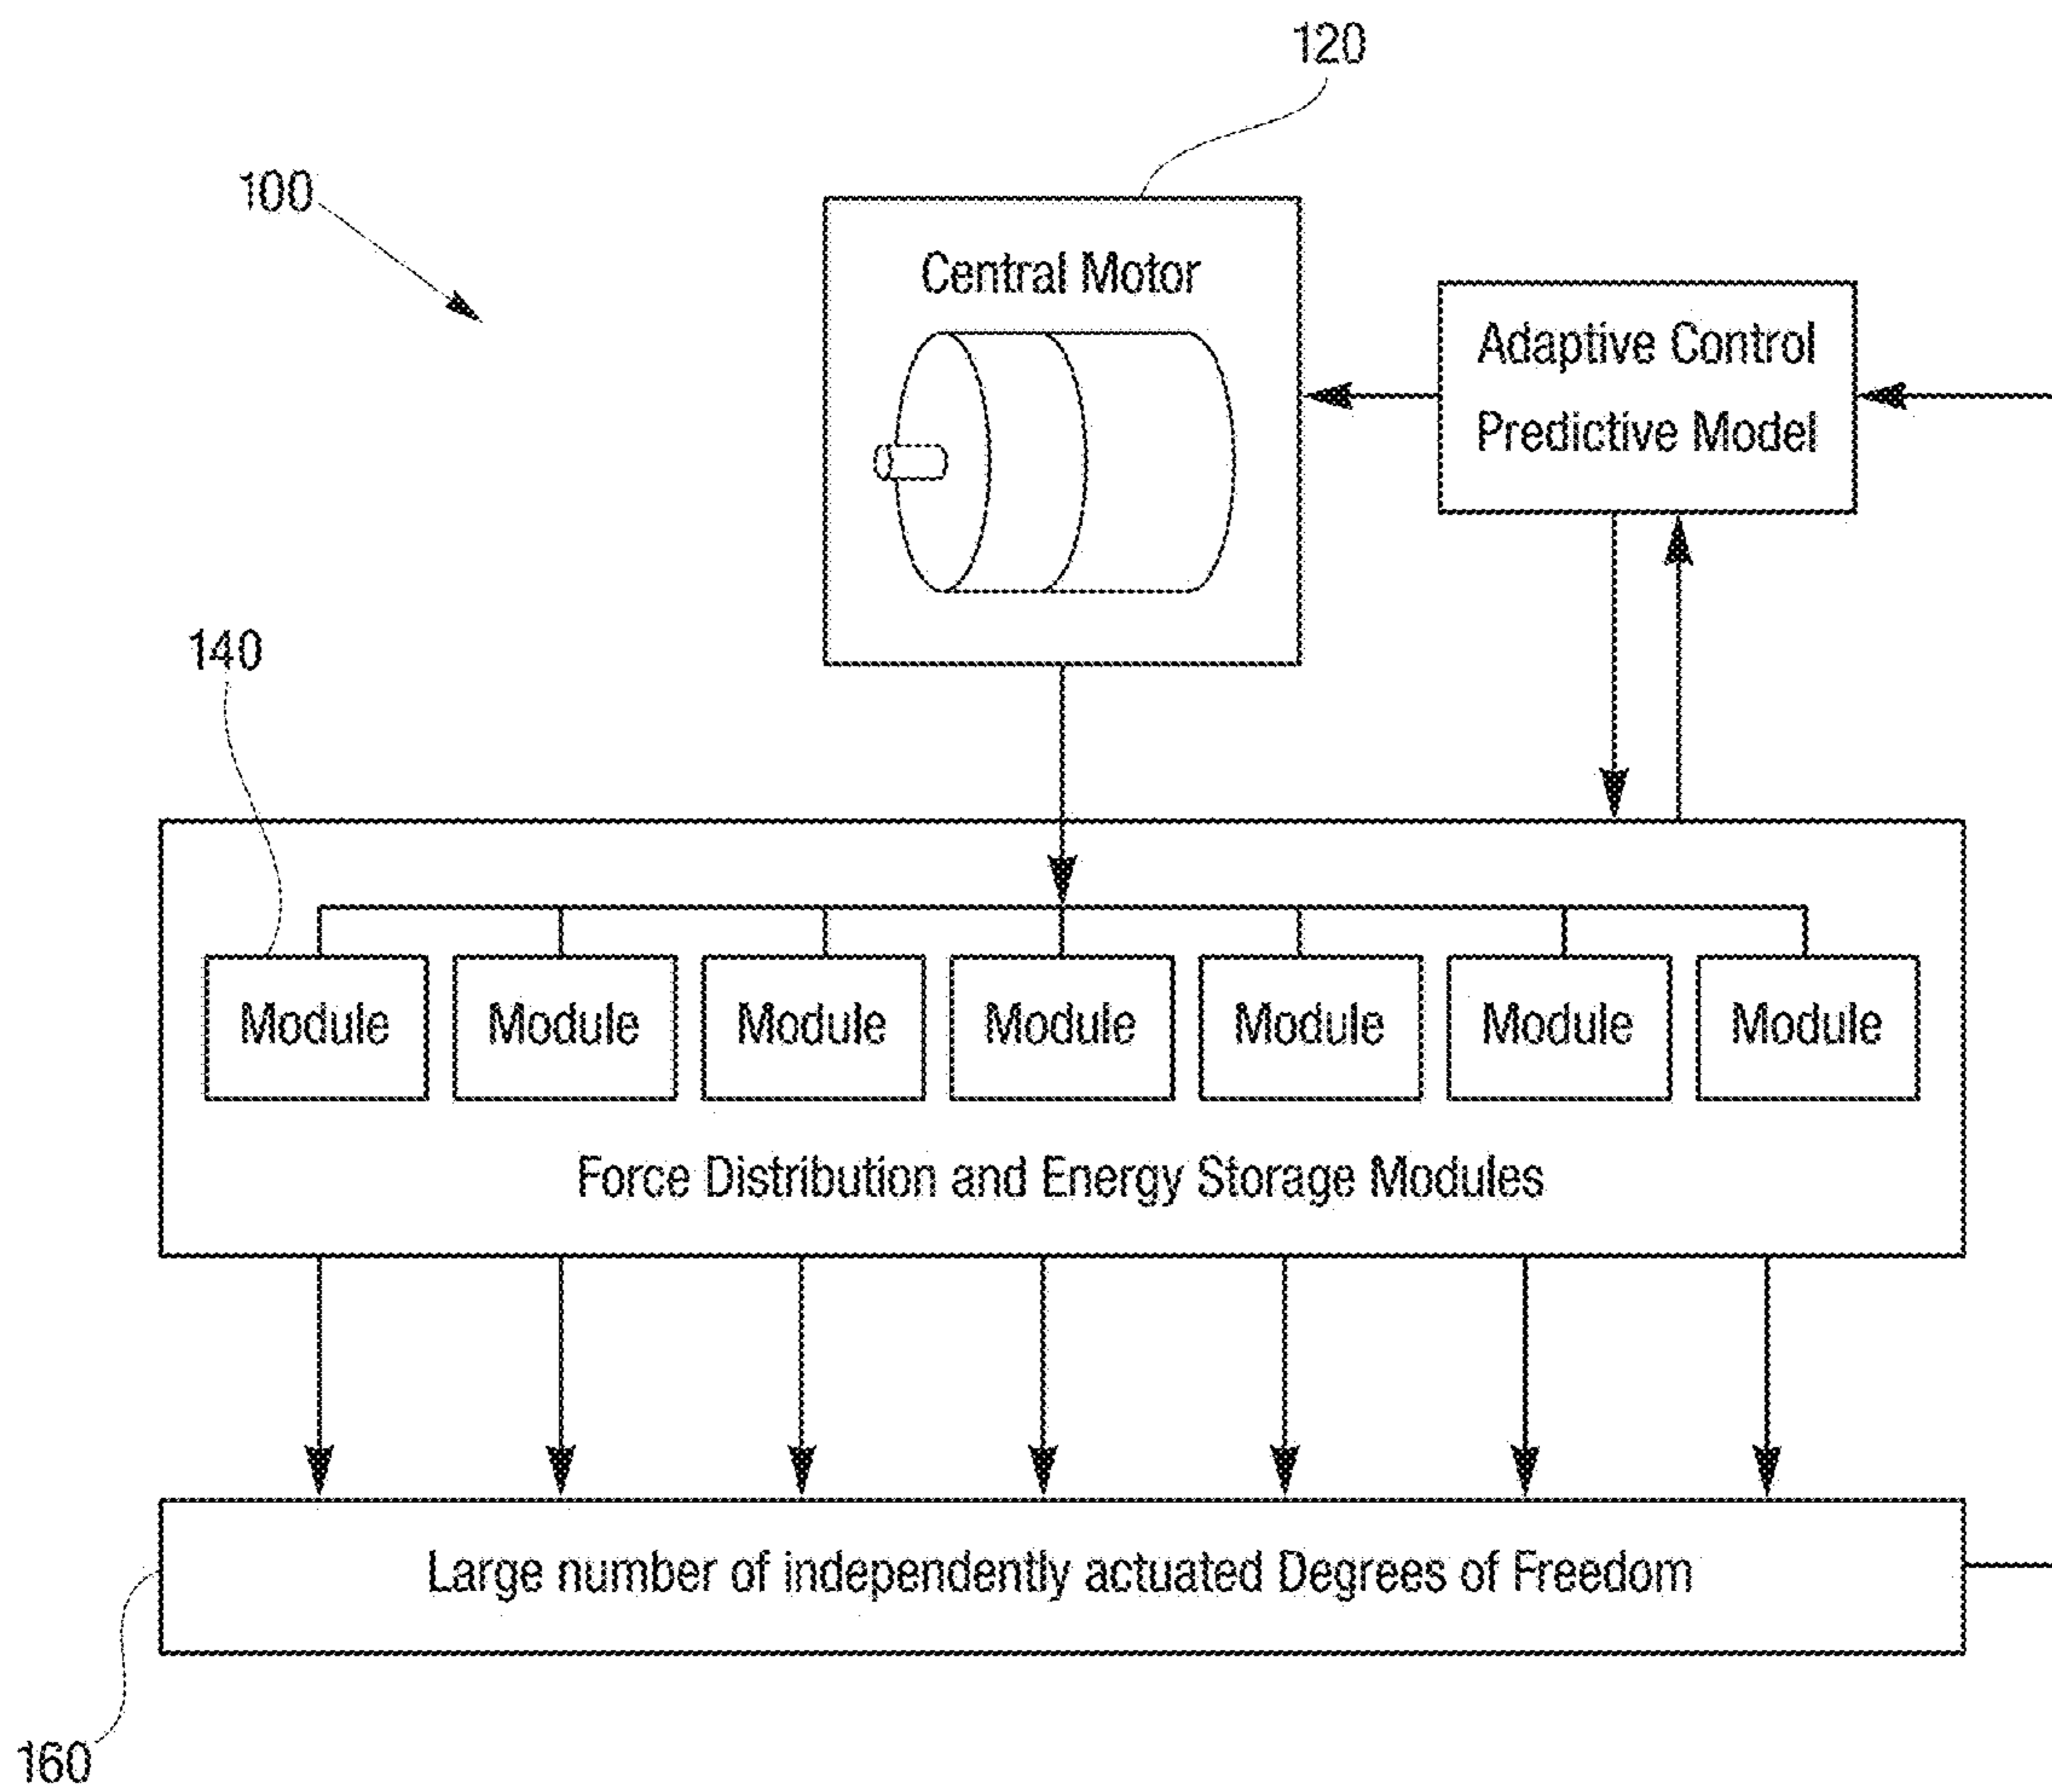 120
100
Central Motor
Adaptive Control
Predictive Model
140
Module Module Module Module Module Module Module
Force Distribution and Energy Storage Modules
Large number of independently actuated Degrees of Freedom
160